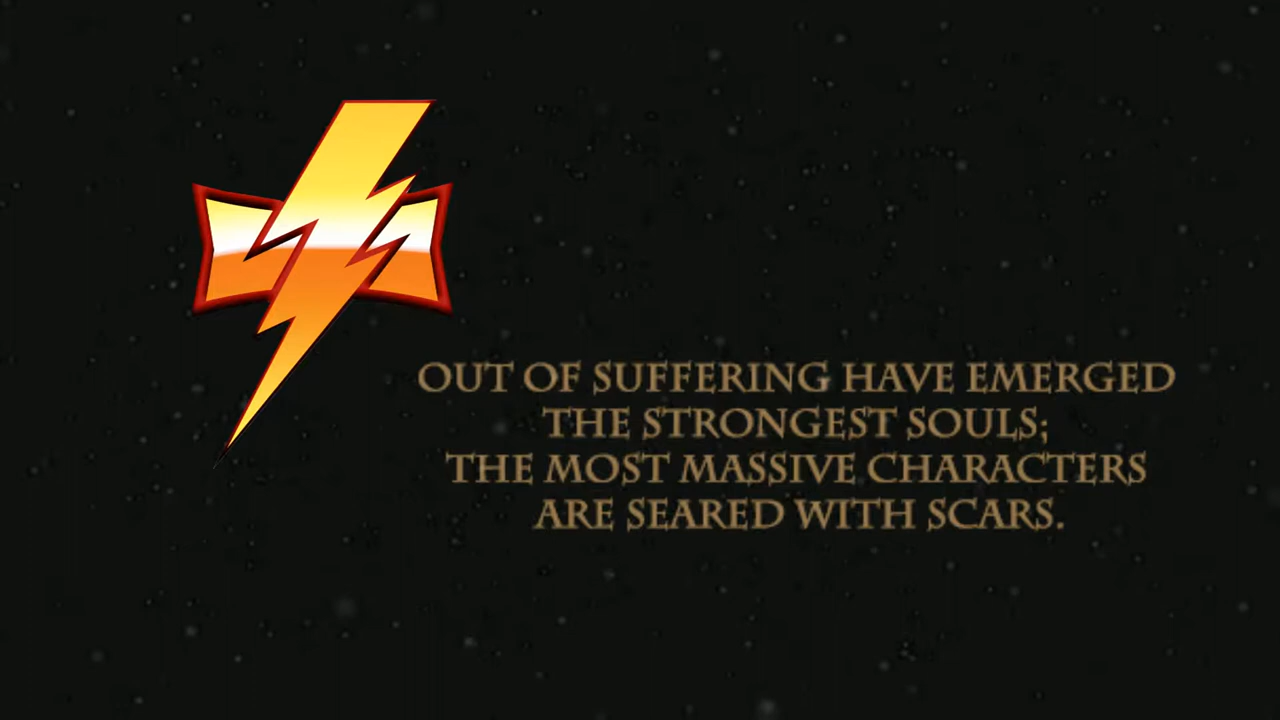 OUT OF SUFFERING HAVE EMERGED
THE STRONGEST SOULS;
THE MOST MASSIVE CHARACTERS
ARE SEARED WITH SCARS.